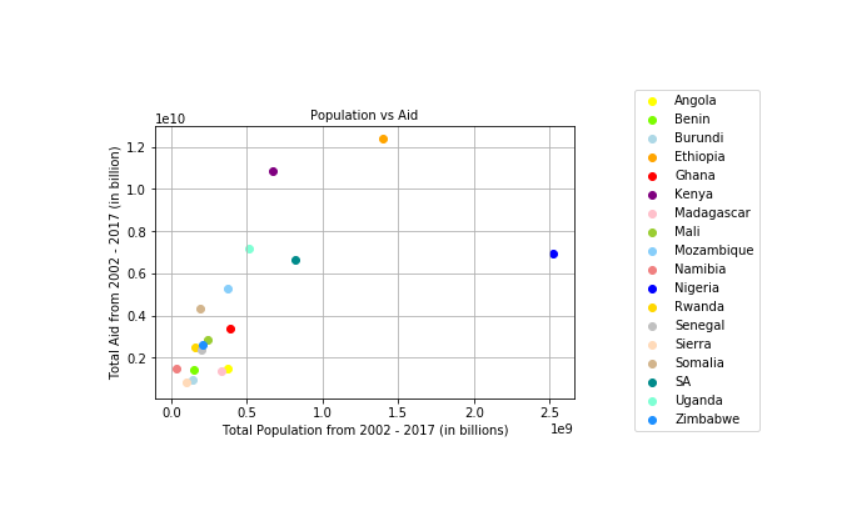 Population vs Aid
1e10
1.2
1.0
0.8
0.6
0.4
0.2
Total Aid from 2002 - 2017 (in billion)
0.0 0.5 1.0 1.5 2.0 2.5
1e9
Total Population from 2002 - 2017 (in billions)
Angola
Benin
Burundi
Ethiopia
Ghana
Kenya
Madagascar
Mali
Mozambique
Namibia
Nigeria
Rwanda
Senegal
Sierra
Somalia
SA
Uganda
Zimbabwe